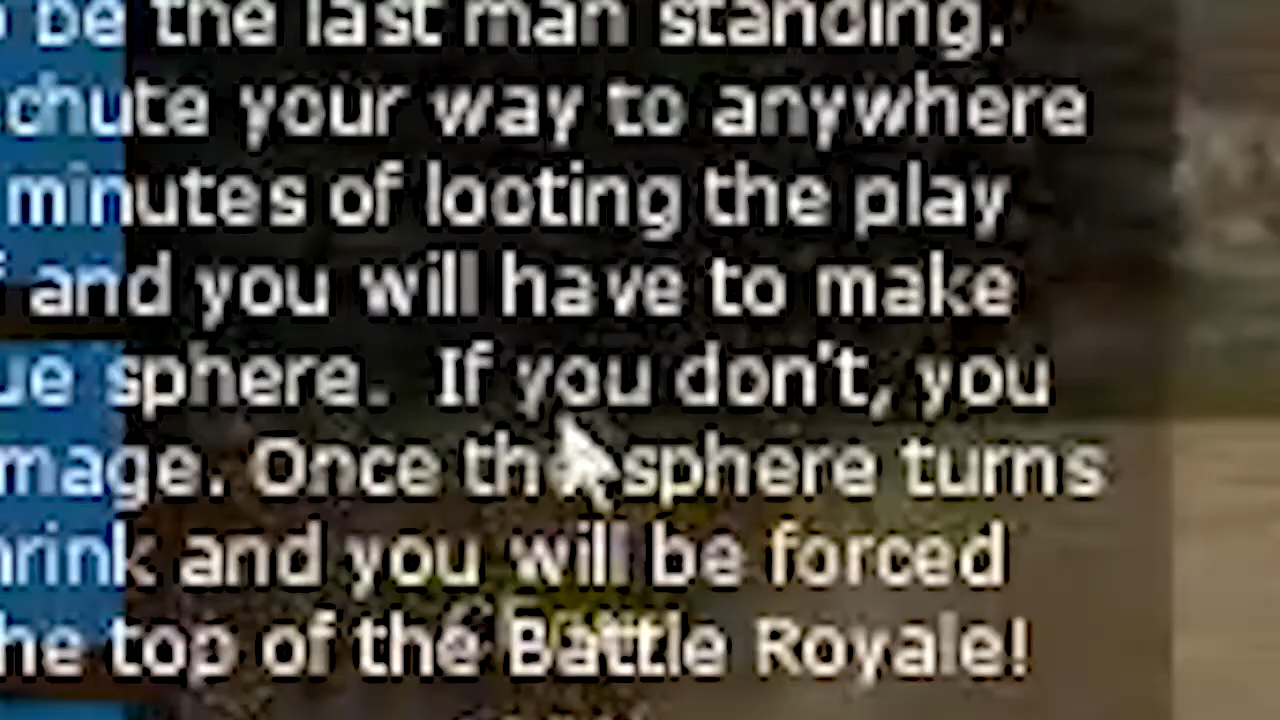 be the last man standing.
chute your way to anywhere
minutes of looting the play
and you will have to make
ue sphere. If you don't, you
mage. Once the sphere turns
hrink and you will be forced
he top of the Battle Royale!